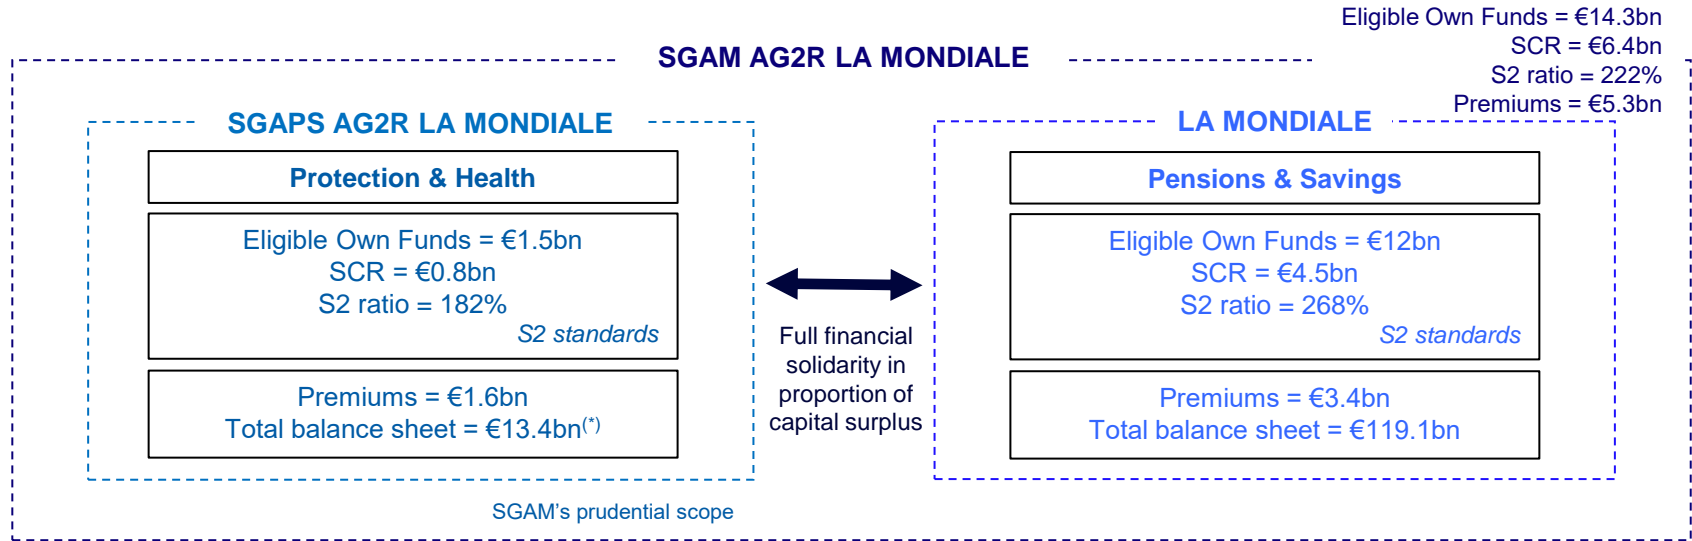 Eligible Own Funds = €14.3bn
SCR = €6.4bn
S2 ratio = 222%
Premiums = €5.3bn
SGAM AG2R LA MONDIALE
SGAPS AG2R LA MONDIALE
Protection & Health
Eligible Own Funds = €1.5bn
SCR = €0.8bn
S2 ratio = 182%
S2 standards
Premiums = €1.6bn
Total balance sheet = €13.4bn(*)
Full financial
solidarity in
proportion of
capital surplus
LA MONDIALE
Pensions & Savings
Eligible Own Funds = €12bn
SCR = €4.5bn
S2 ratio = 268%
S2 standards
Premiums = €3.4bn
Total balance sheet = €119.1bn
SGAM’s prudential scope